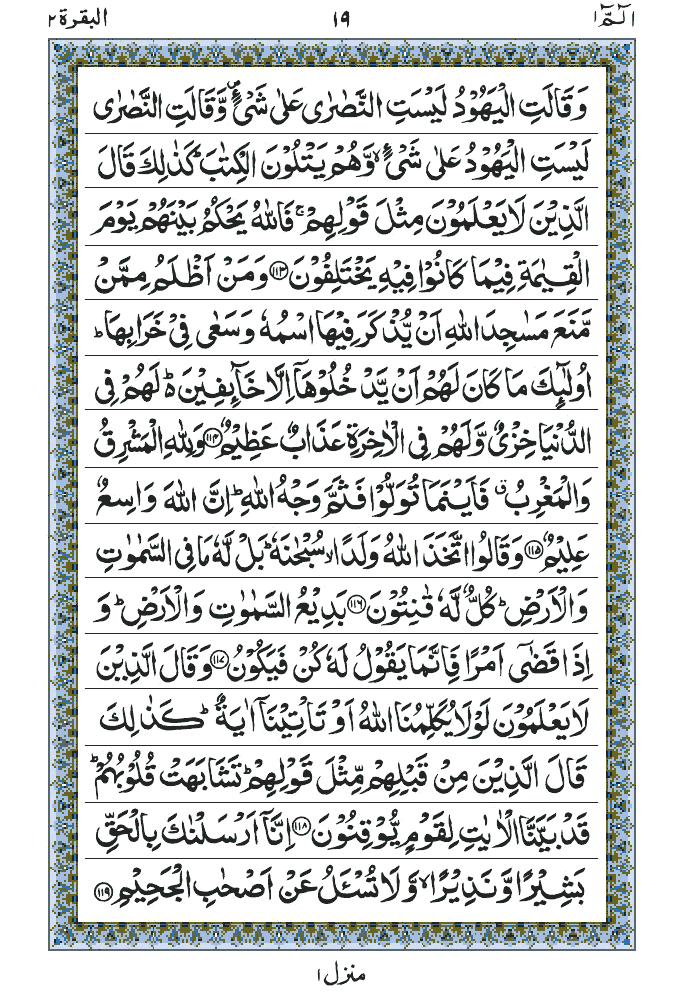 الٓـمّٓ ١ ١٩ البقرة ٢
وَقَالَتِ الْيَهُوْدُ لَيْسَتِ النَّصٰرٰى عَلٰى شَیْءٍ۪ وَّقَالَتِ النَّصٰرٰى
لَيْسَتِ الْيَهُوْدُ عَلٰى شَیْءٍۙ وَّهُمْ يَتْلُوْنَ الْكِتٰبَؕ كَذٰلِكَ قَالَ
الَّذِيْنَ لَا يَعْلَمُوْنَ مِثْلَ قَوْلِهِمْۚ فَاللّٰهُ يَحْكُمُ بَيْنَهُمْ يَوْمَ
الْقِيٰمَةِ فِيْمَا كَانُوْا فِيْهِ يَخْتَلِفُوْنَ ﴿١١٣﴾ وَمَنْ اَظْلَمُ مِمَّنْ
مَّنَعَ مَسٰجِدَ اللّٰهِ اَنْ يُّذْكَرَ فِيْهَا اسْمُهٗ وَسَعٰى فِیْ خَرَابِهَاؕ
اُولٰٓئِكَ مَا كَانَ لَهُمْ اَنْ يَّدْخُلُوْهَاۤ اِلَّا خَآئِفِيْنَ۬ؕ لَهُمْ فِی
الدُّنْيَا خِزْیٌ وَّلَهُمْ فِی الْاٰخِرَةِ عَذَابٌ عَظِيْمٌ ﴿١١٤﴾ وَلِلّٰهِ الْمَشْرِقُ
وَالْمَغْرِبُۗ فَاَيْنَمَا تُوَلُّوْا فَثَمَّ وَجْهُ اللّٰهِؕ اِنَّ اللّٰهَ وَاسِعٌ
عَلِيْمٌ ﴿١١٥﴾ وَقَالُوا اتَّخَذَ اللّٰهُ وَلَدًاۙ سُبْحٰنَهٗؕ بَلْ لَّهٗ مَا فِی السَّمٰوٰتِ
وَالْاَرْضِؕ كُلٌّ لَّهٗ قٰنِتُوْنَ ﴿١١٦﴾ بَدِيْعُ السَّمٰوٰتِ وَالْاَرْضِؕ وَ
اِذَا قَضٰۤى اَمْرًا فَاِنَّمَا يَقُوْلُ لَهٗ كُنْ فَيَكُوْنُ ﴿١١٧﴾ وَقَالَ الَّذِيْنَ
لَا يَعْلَمُوْنَ لَوْلَا يُكَلِّمُنَا اللّٰهُ اَوْ تَاْتِيْنَاۤ اٰيَةٌؕ كَذٰلِكَ
قَالَ الَّذِيْنَ مِنْ قَبْلِهِمْ مِّثْلَ قَوْلِهِمْؕ تَشَابَهَتْ قُلُوْبُهُمْؕ
قَدْ بَيَّنَّا الْاٰيٰتِ لِقَوْمٍ يُّوْقِنُوْنَ ﴿١١٨﴾ اِنَّاۤ اَرْسَلْنٰكَ بِالْحَقِّ
بَشِيْرًا وَّنَذِيْرًاۙ وَّلَا تُسْـَٔلُ عَنْ اَصْحٰبِ الْجَحِيْمِ ﴿١١٩﴾
منزل ١